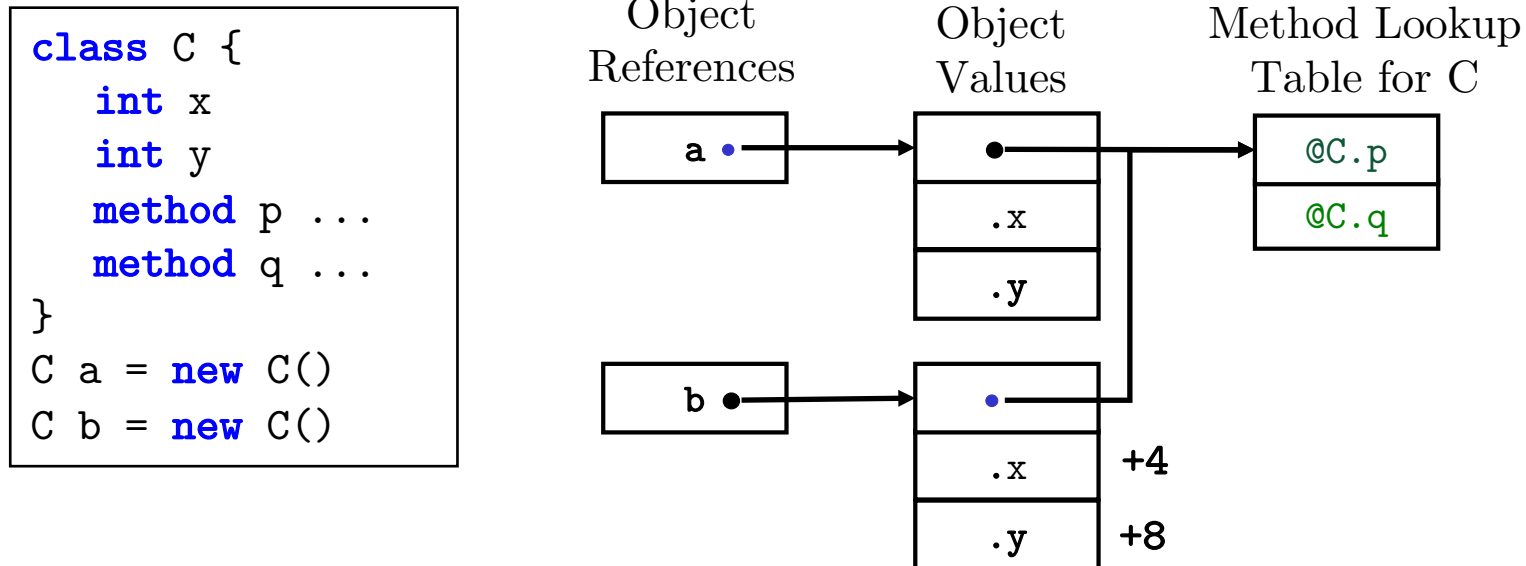 class C {
int x
int y
method p ...
method q ...
}
C a = new C()
C b = new C()
Object
References
Object
Values
Method Lookup
Table for C
a
@C.p
.x
@C.q
.y
b
.x
+4
.y
+8